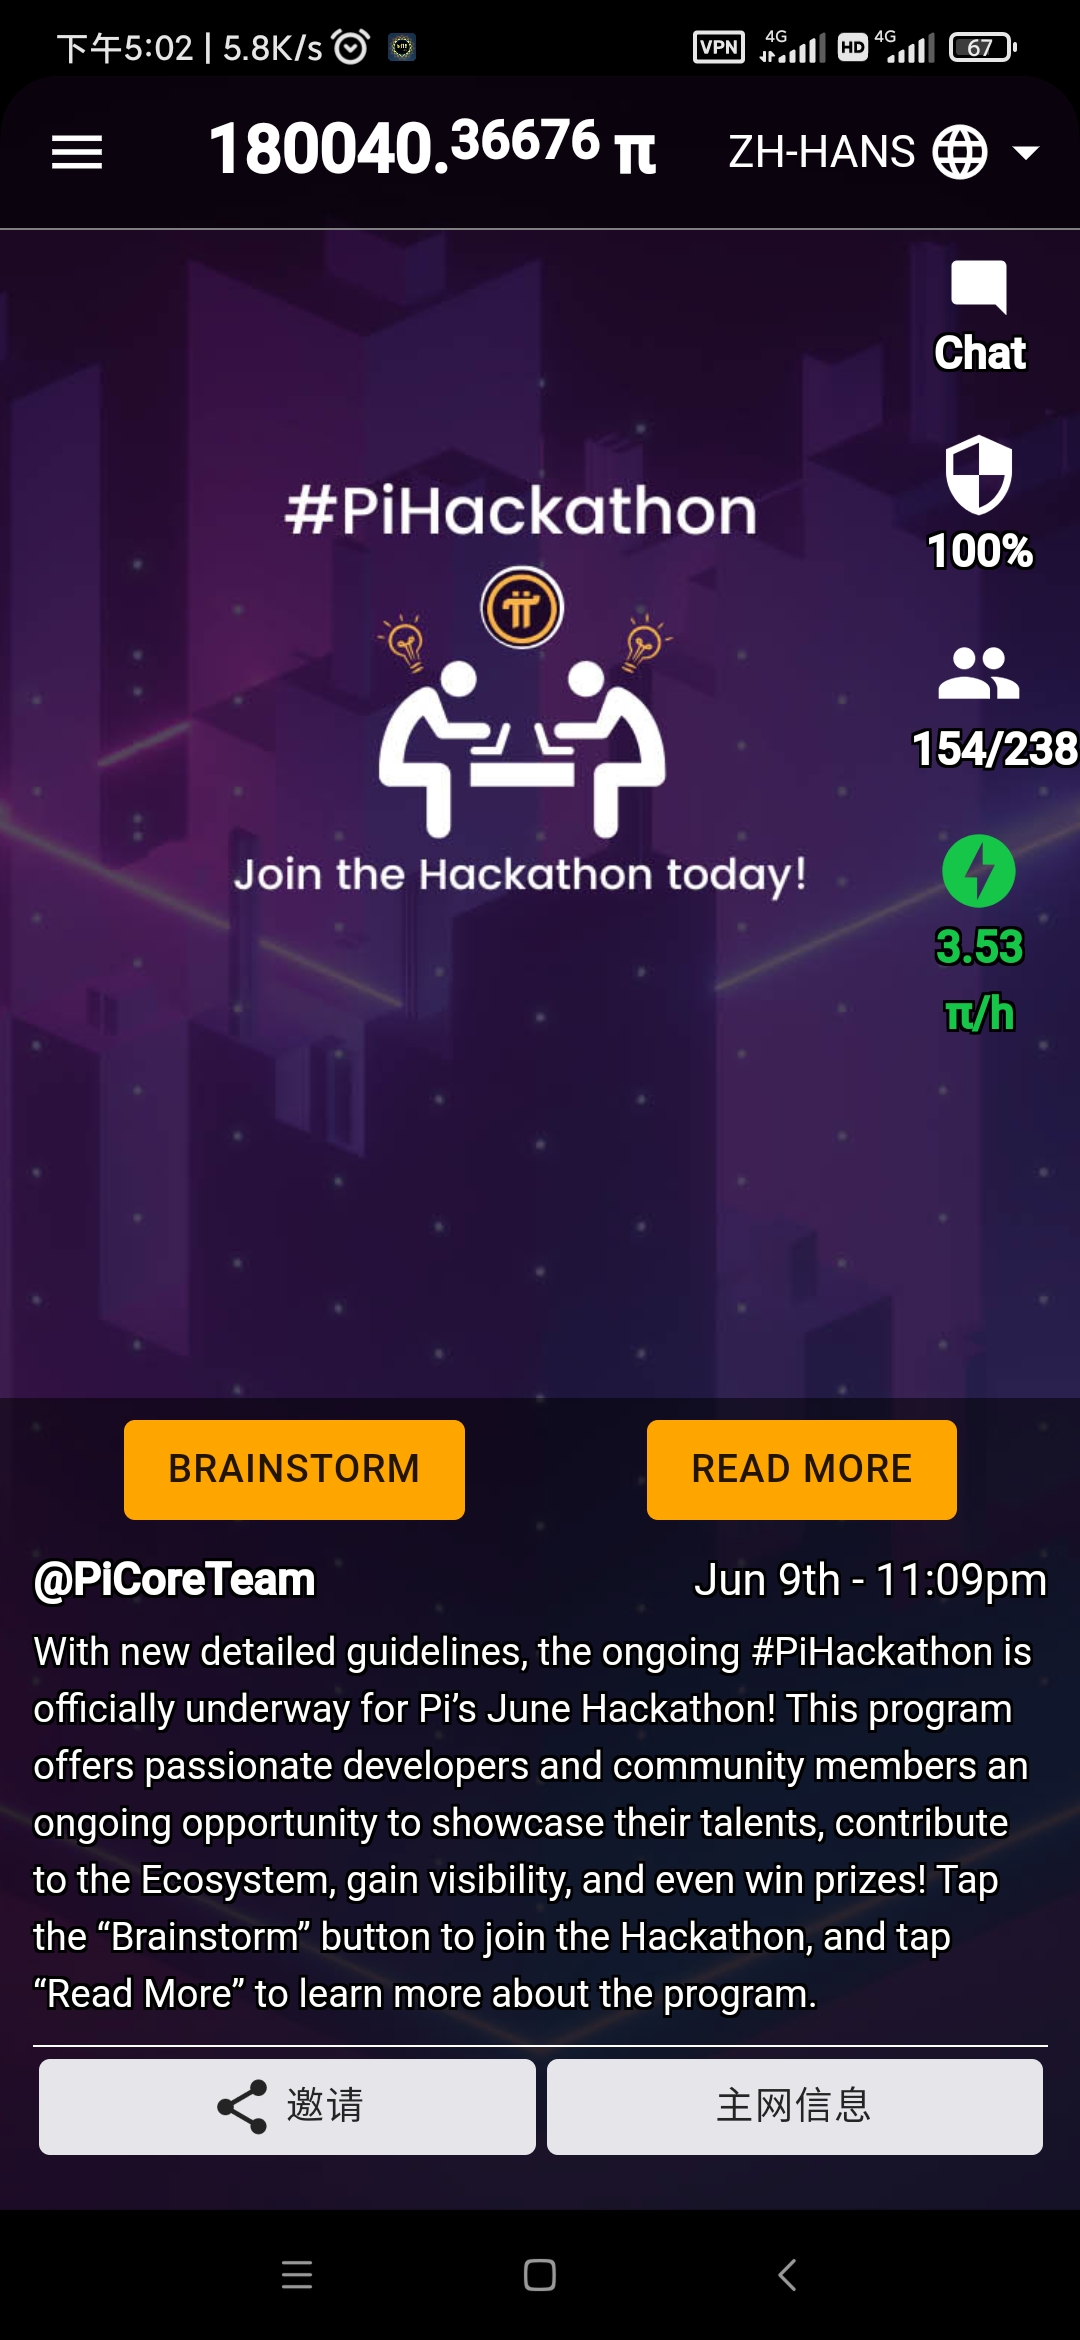 下午5:02 | 5.8K/s VPN 4G HD 4G 67
180040.36676 π ZH-HANS
Chat
#PiHackathon
100%
154/238
Join the Hackathon today!
3.53
π/h
BRAINSTORM READ MORE
@PiCoreTeam Jun 9th - 11:09pm
With new detailed guidelines, the ongoing #PiHackathon is
officially underway for Pi’s June Hackathon! This program
offers passionate developers and community members an
ongoing opportunity to showcase their talents, contribute
to the Ecosystem, gain visibility, and even win prizes! Tap
the “Brainstorm” button to join the Hackathon, and tap
“Read More” to learn more about the program.
邀请 主网信息